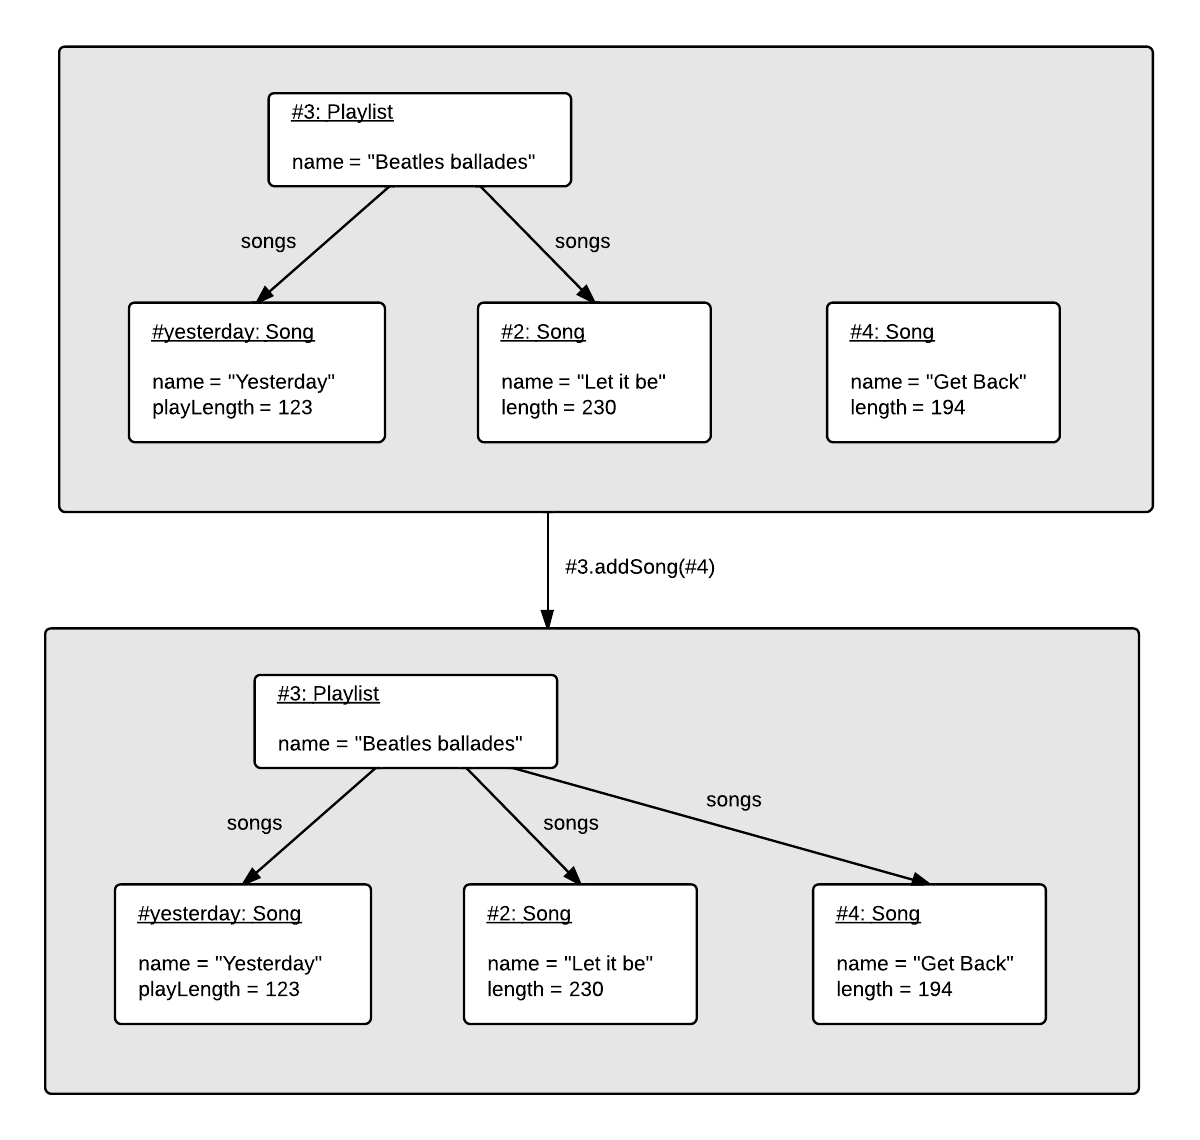 #3: Playlist
name = "Beatles ballades"
songs
songs
#yesterday: Song
name = "Yesterday"
playLength = 123
#2: Song
name = "Let it be"
length = 230
#4: Song
name = "Get Back"
length = 194
#3.addSong(#4)
#3: Playlist
name = "Beatles ballades"
songs
songs
songs
#yesterday: Song
name = "Yesterday"
playLength = 123
#2: Song
name = "Let it be"
length = 230
#4: Song
name = "Get Back"
length = 194